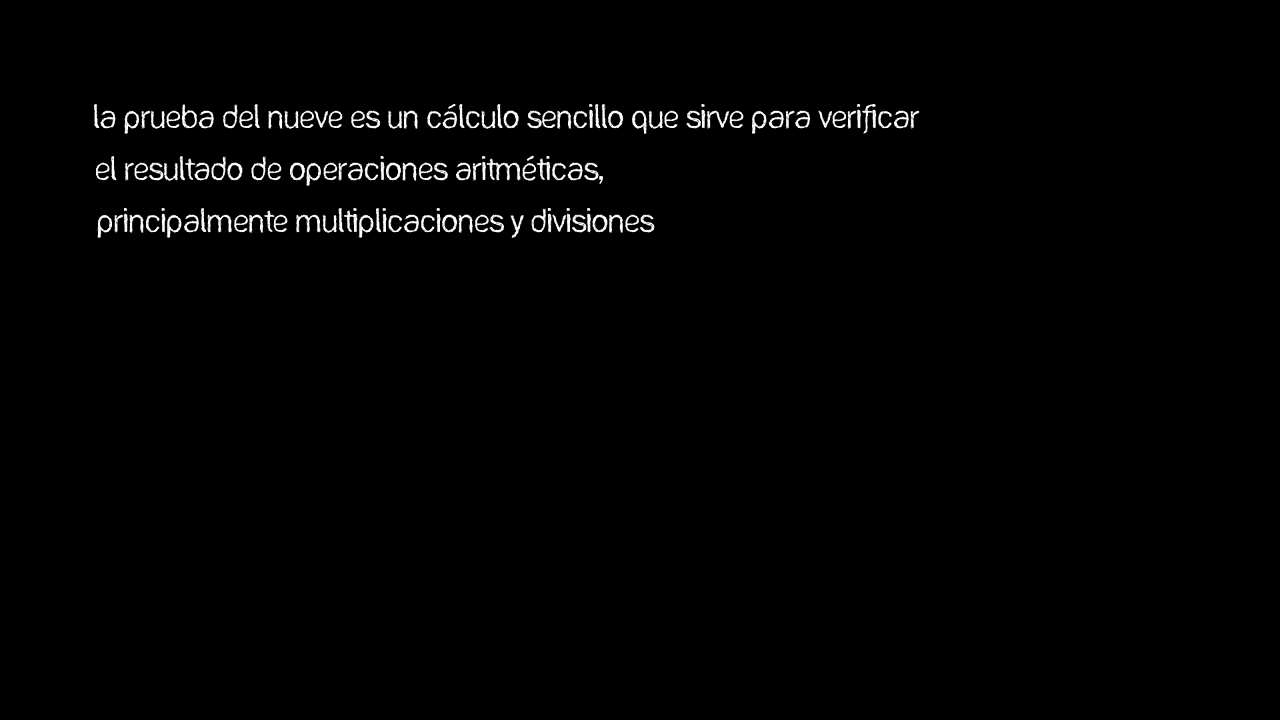 la prueba del nueve es un cálculo sencillo que sirve para verificar
el resultado de operaciones aritméticas,
principalmente multiplicaciones y divisiones